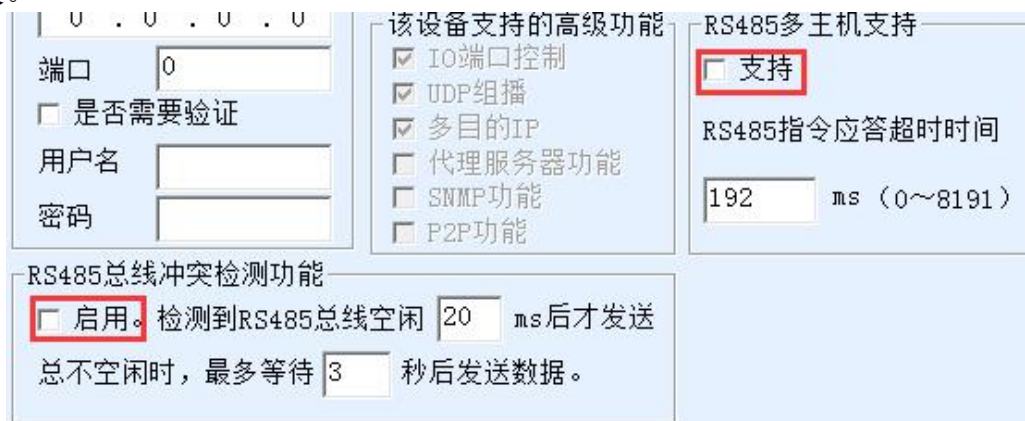 0 . 0 . 0 . 0
端口 0
是否需要验证
用户名
密码
该设备支持的高级功能
IO端口控制
UDP组播
多目的IP
代理服务器功能
SNMP功能
P2P功能
RS485多主机支持
支持
RS485指令应答超时时间
192 ms (0~8191)
RS485总线冲突检测功能
启用。检测到RS485总线空闲 20 ms后才发送
总不空闲时，最多等待 3 秒后发送数据。